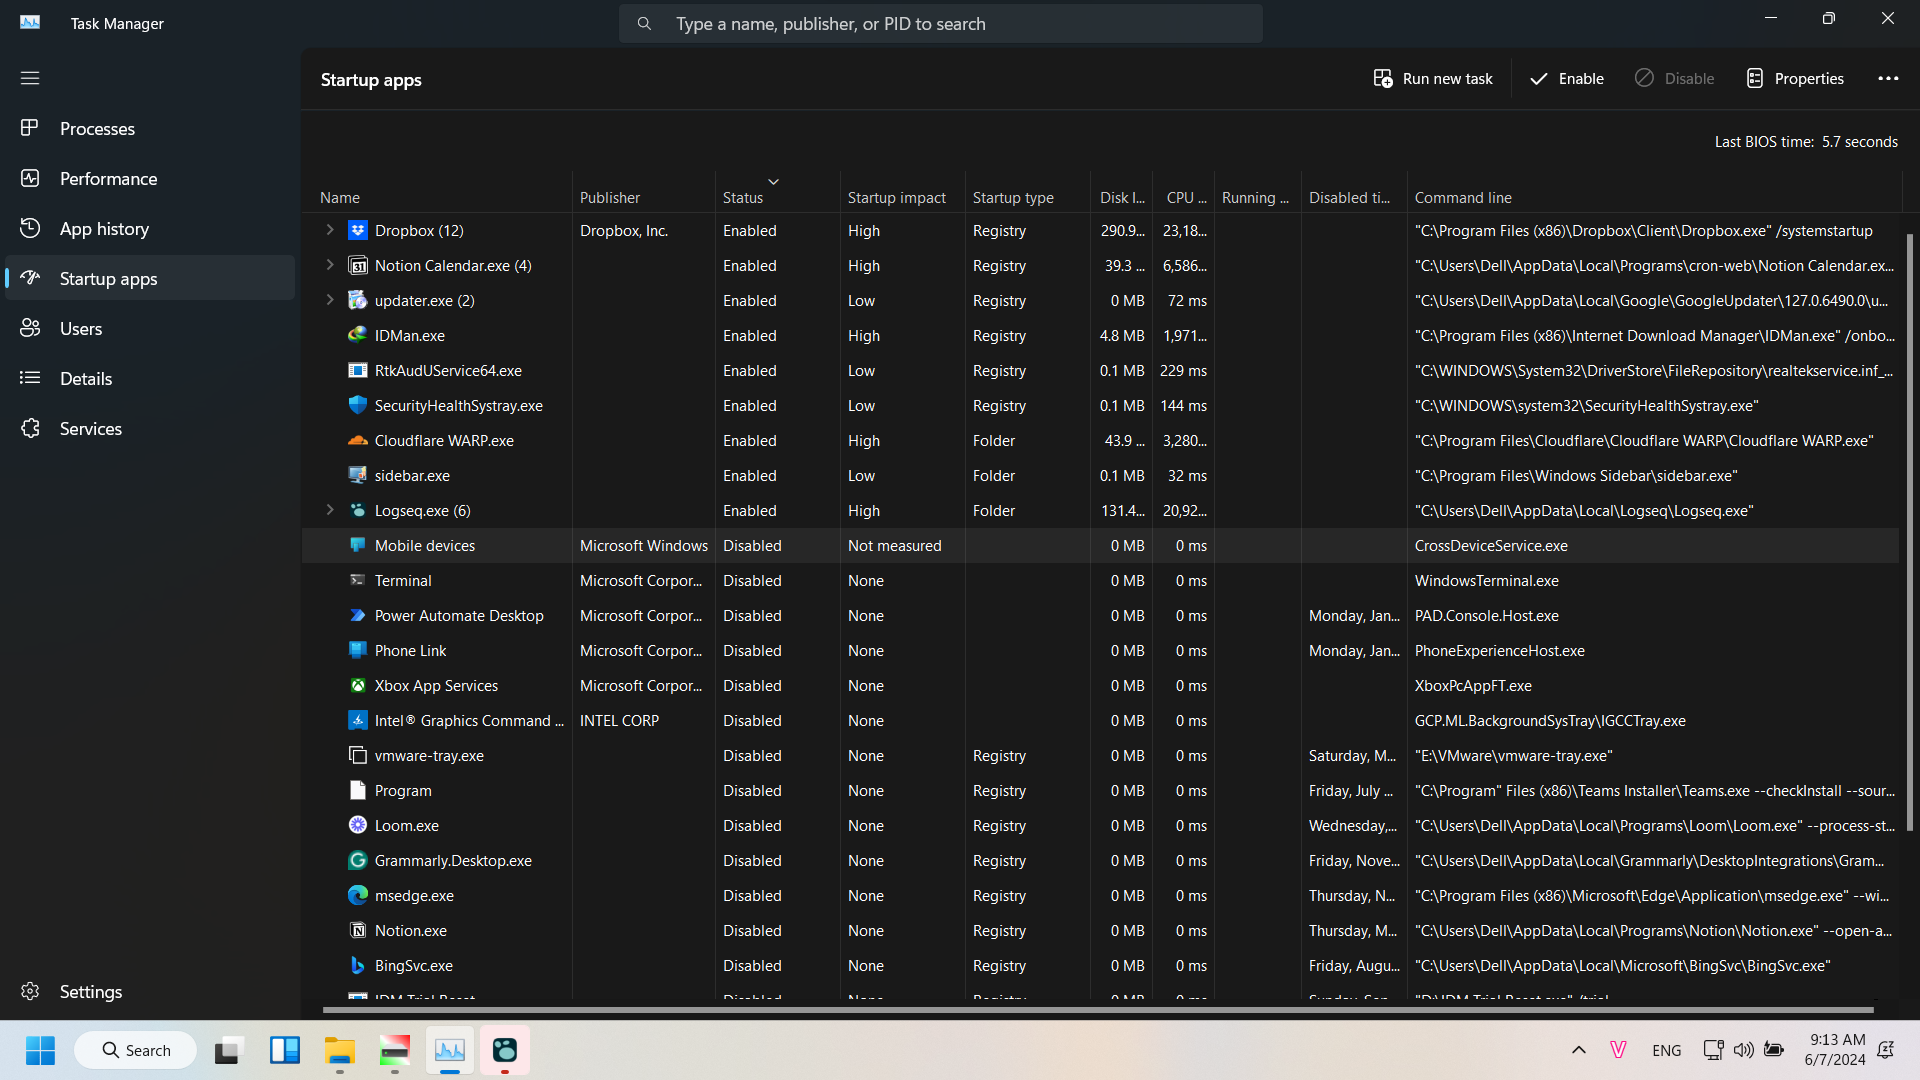 Task Manager
Type a name, publisher, or PID to search
Startup apps
Run new task
Enable
Disable
Properties
Processes
Performance
App history
Startup apps
Users
Details
Services
Settings
Last BIOS time: 5.7 seconds
Name Publisher Status Startup impact Startup type Disk I... CPU ... Running ... Disabled ti... Command line
Dropbox (12) Dropbox, Inc. Enabled High Registry 290.9... 23,18... "C:\Program Files (x86)\Dropbox\Client\Dropbox.exe" /systemstartup
Notion Calendar.exe (4) Enabled High Registry 39.3 ... 6,586... "C:\Users\Dell\AppData\Local\Programs\cron-web\Notion Calendar.ex...
updater.exe (2) Enabled Low Registry 0 MB 72 ms "C:\Users\Dell\AppData\Local\Google\GoogleUpdater\127.0.6490.0\u...
IDMan.exe Enabled High Registry 4.8 MB 1,971... "C:\Program Files (x86)\Internet Download Manager\IDMan.exe" /onbo...
RtkAudUService64.exe Enabled Low Registry 0.1 MB 229 ms "C:\WINDOWS\System32\DriverStore\FileRepository\realtekservice.inf_...
SecurityHealthSystray.exe Enabled Low Registry 0.1 MB 144 ms "C:\WINDOWS\system32\SecurityHealthSystray.exe"
Cloudflare WARP.exe Enabled High Folder 43.9 ... 3,280... "C:\Program Files\Cloudflare\Cloudflare WARP\Cloudflare WARP.exe"
sidebar.exe Enabled Low Folder 0.1 MB 32 ms "C:\Program Files\Windows Sidebar\sidebar.exe"
Logseq.exe (6) Enabled High Folder 131.4... 20,92... "C:\Users\Dell\AppData\Local\Logseq\Logseq.exe"
Mobile devices Microsoft Windows Disabled Not measured 0 MB 0 ms CrossDeviceService.exe
Terminal Microsoft Corpor... Disabled None 0 MB 0 ms WindowsTerminal.exe
Power Automate Desktop Microsoft Corpor... Disabled None 0 MB 0 ms Monday, Jan... PAD.Console.Host.exe
Phone Link Microsoft Corpor... Disabled None 0 MB 0 ms Monday, Jan... PhoneExperienceHost.exe
Xbox App Services Microsoft Corpor... Disabled None 0 MB 0 ms XboxPcAppFT.exe
Intel® Graphics Command ... INTEL CORP Disabled None 0 MB 0 ms GCP.ML.BackgroundSysTray\IGCCTray.exe
vmware-tray.exe Disabled None Registry 0 MB 0 ms Saturday, M... "E:\VMware\vmware-tray.exe"
Program Disabled None Registry 0 MB 0 ms Friday, July ... "C:\Program" Files (x86)\Teams Installer\Teams.exe --checkInstall --sour...
Loom.exe Disabled None Registry 0 MB 0 ms Wednesday,... "C:\Users\Dell\AppData\Local\Programs\Loom\Loom.exe" --process-st...
Grammarly.Desktop.exe Disabled None Registry 0 MB 0 ms Friday, Nove... "C:\Users\Dell\AppData\Local\Grammarly\DesktopIntegrations\Gram...
msedge.exe Disabled None Registry 0 MB 0 ms Thursday, N... "C:\Program Files (x86)\Microsoft\Edge\Application\msedge.exe" --wi...
Notion.exe Disabled None Registry 0 MB 0 ms Thursday, M... "C:\Users\Dell\AppData\Local\Programs\Notion\Notion.exe" --open-a...
BingSvc.exe Disabled None Registry 0 MB 0 ms Friday, Augu... "C:\Users\Dell\AppData\Local\Microsoft\BingSvc\BingSvc.exe"
Search
ENG
9:13 AM
6/7/2024